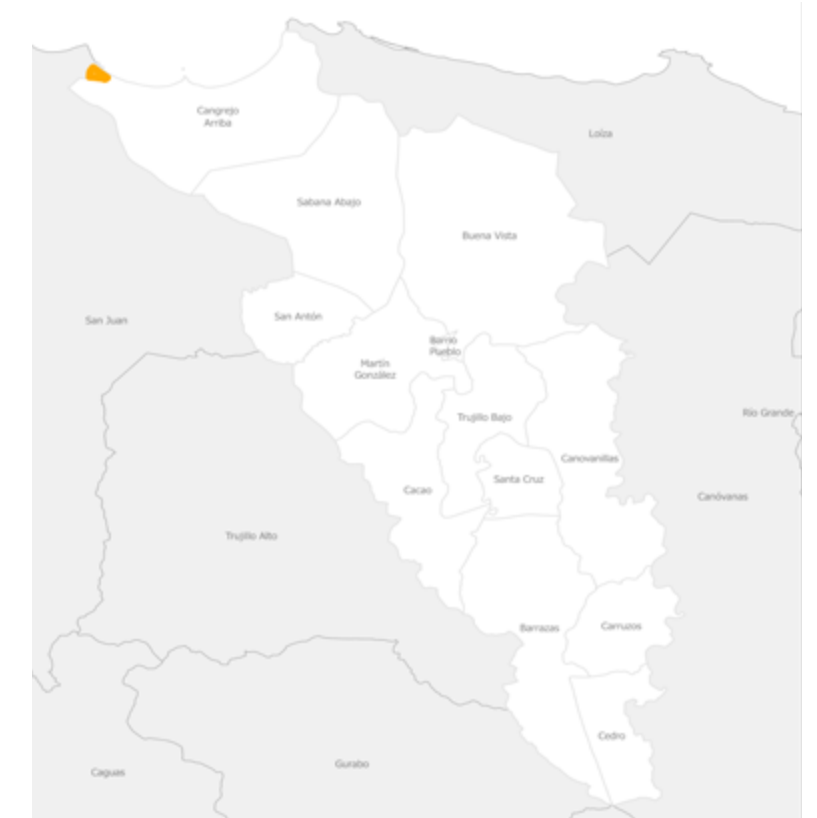 Cangrejo
Arriba
Loíza
Sabana Abajo
Buena Vista
San Juan
San Antón
Barrio
Pueblo
Martín
González
Trujillo Bajo
Río Grande
Canovanillas
Santa Cruz
Cacao
Canóvanas
Trujillo Alto
Barrazas
Carruzos
Cedro
Gurabo
Caguas